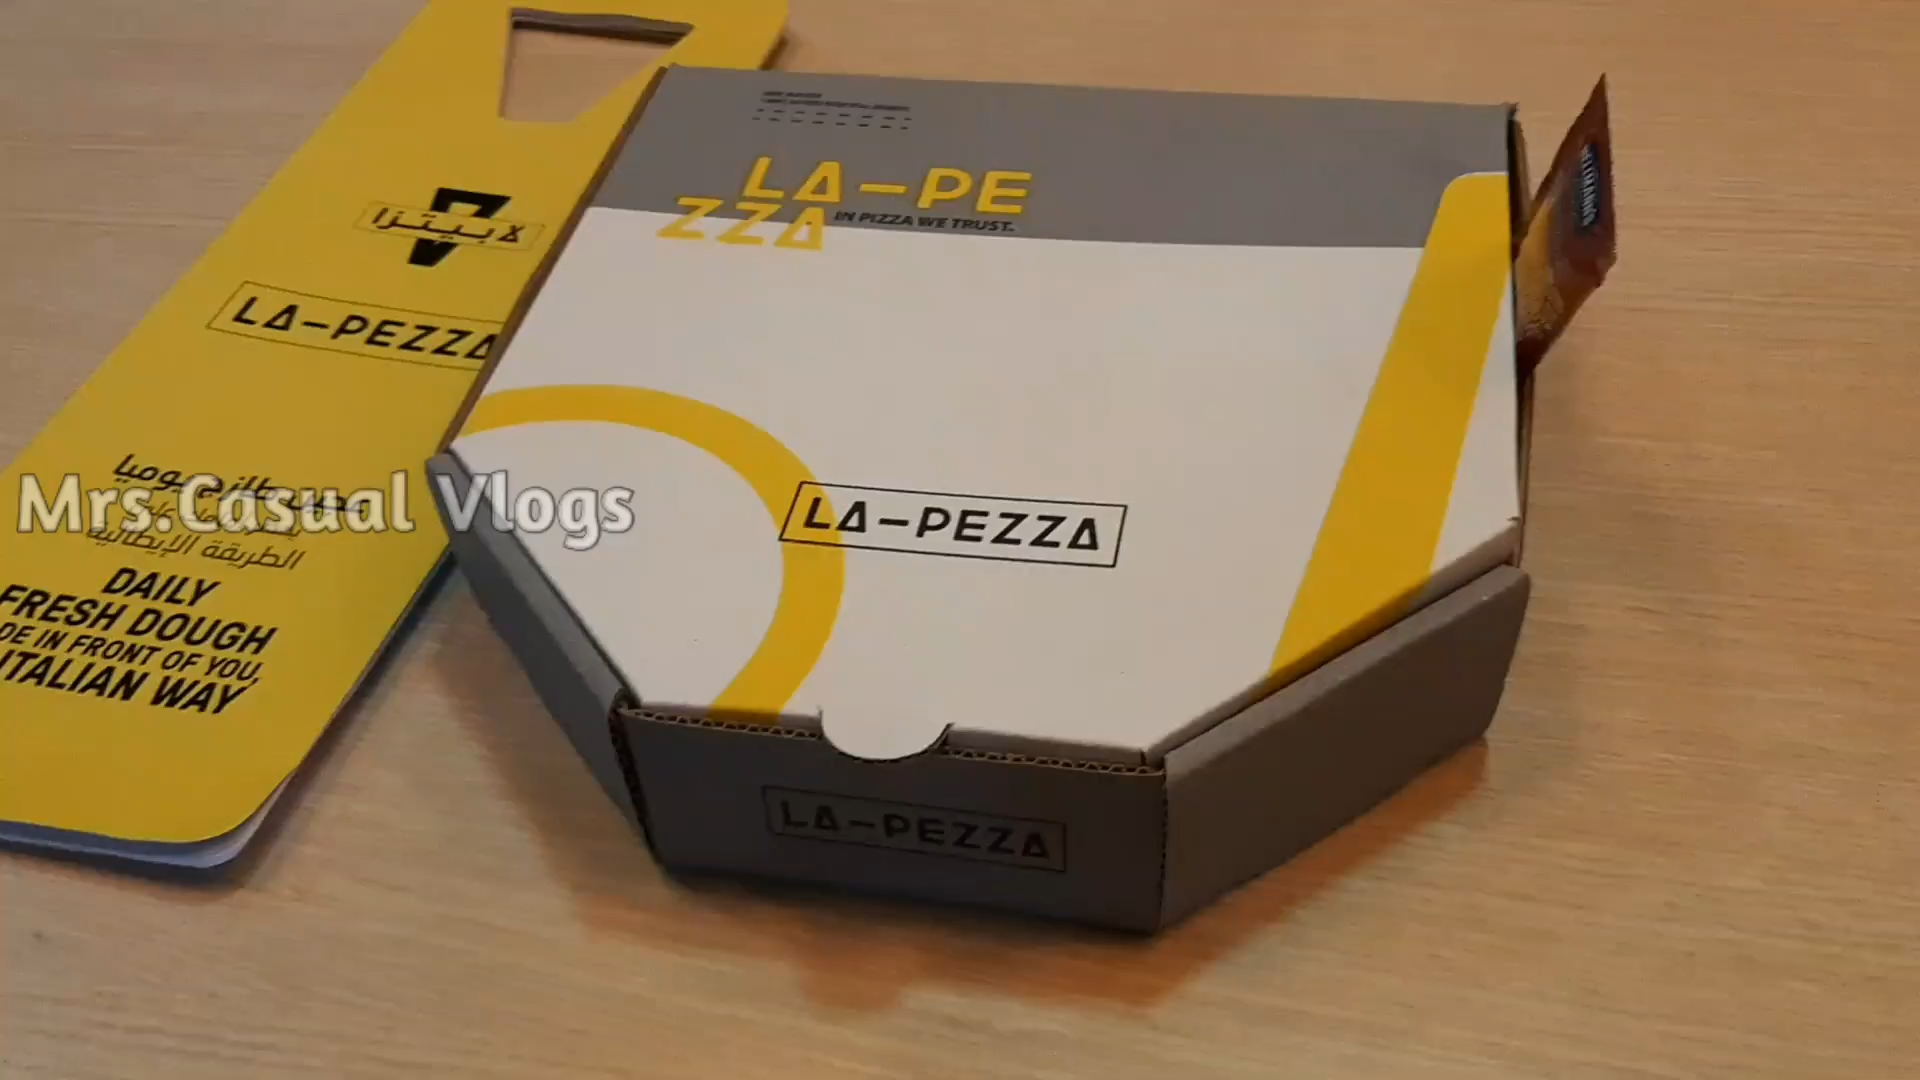 LA-PE
ZZA IN PIZZA WE TRUST.
لابيتزا
LA-PEZZA
LA-PEZZA
LA-PEZZA
HELLMANN'S
Mrs.Casual Vlogs
الطريقة الإيطالية
DAILY
FRESH DOUGH
DE IN FRONT OF YOU,
ITALIAN WAY